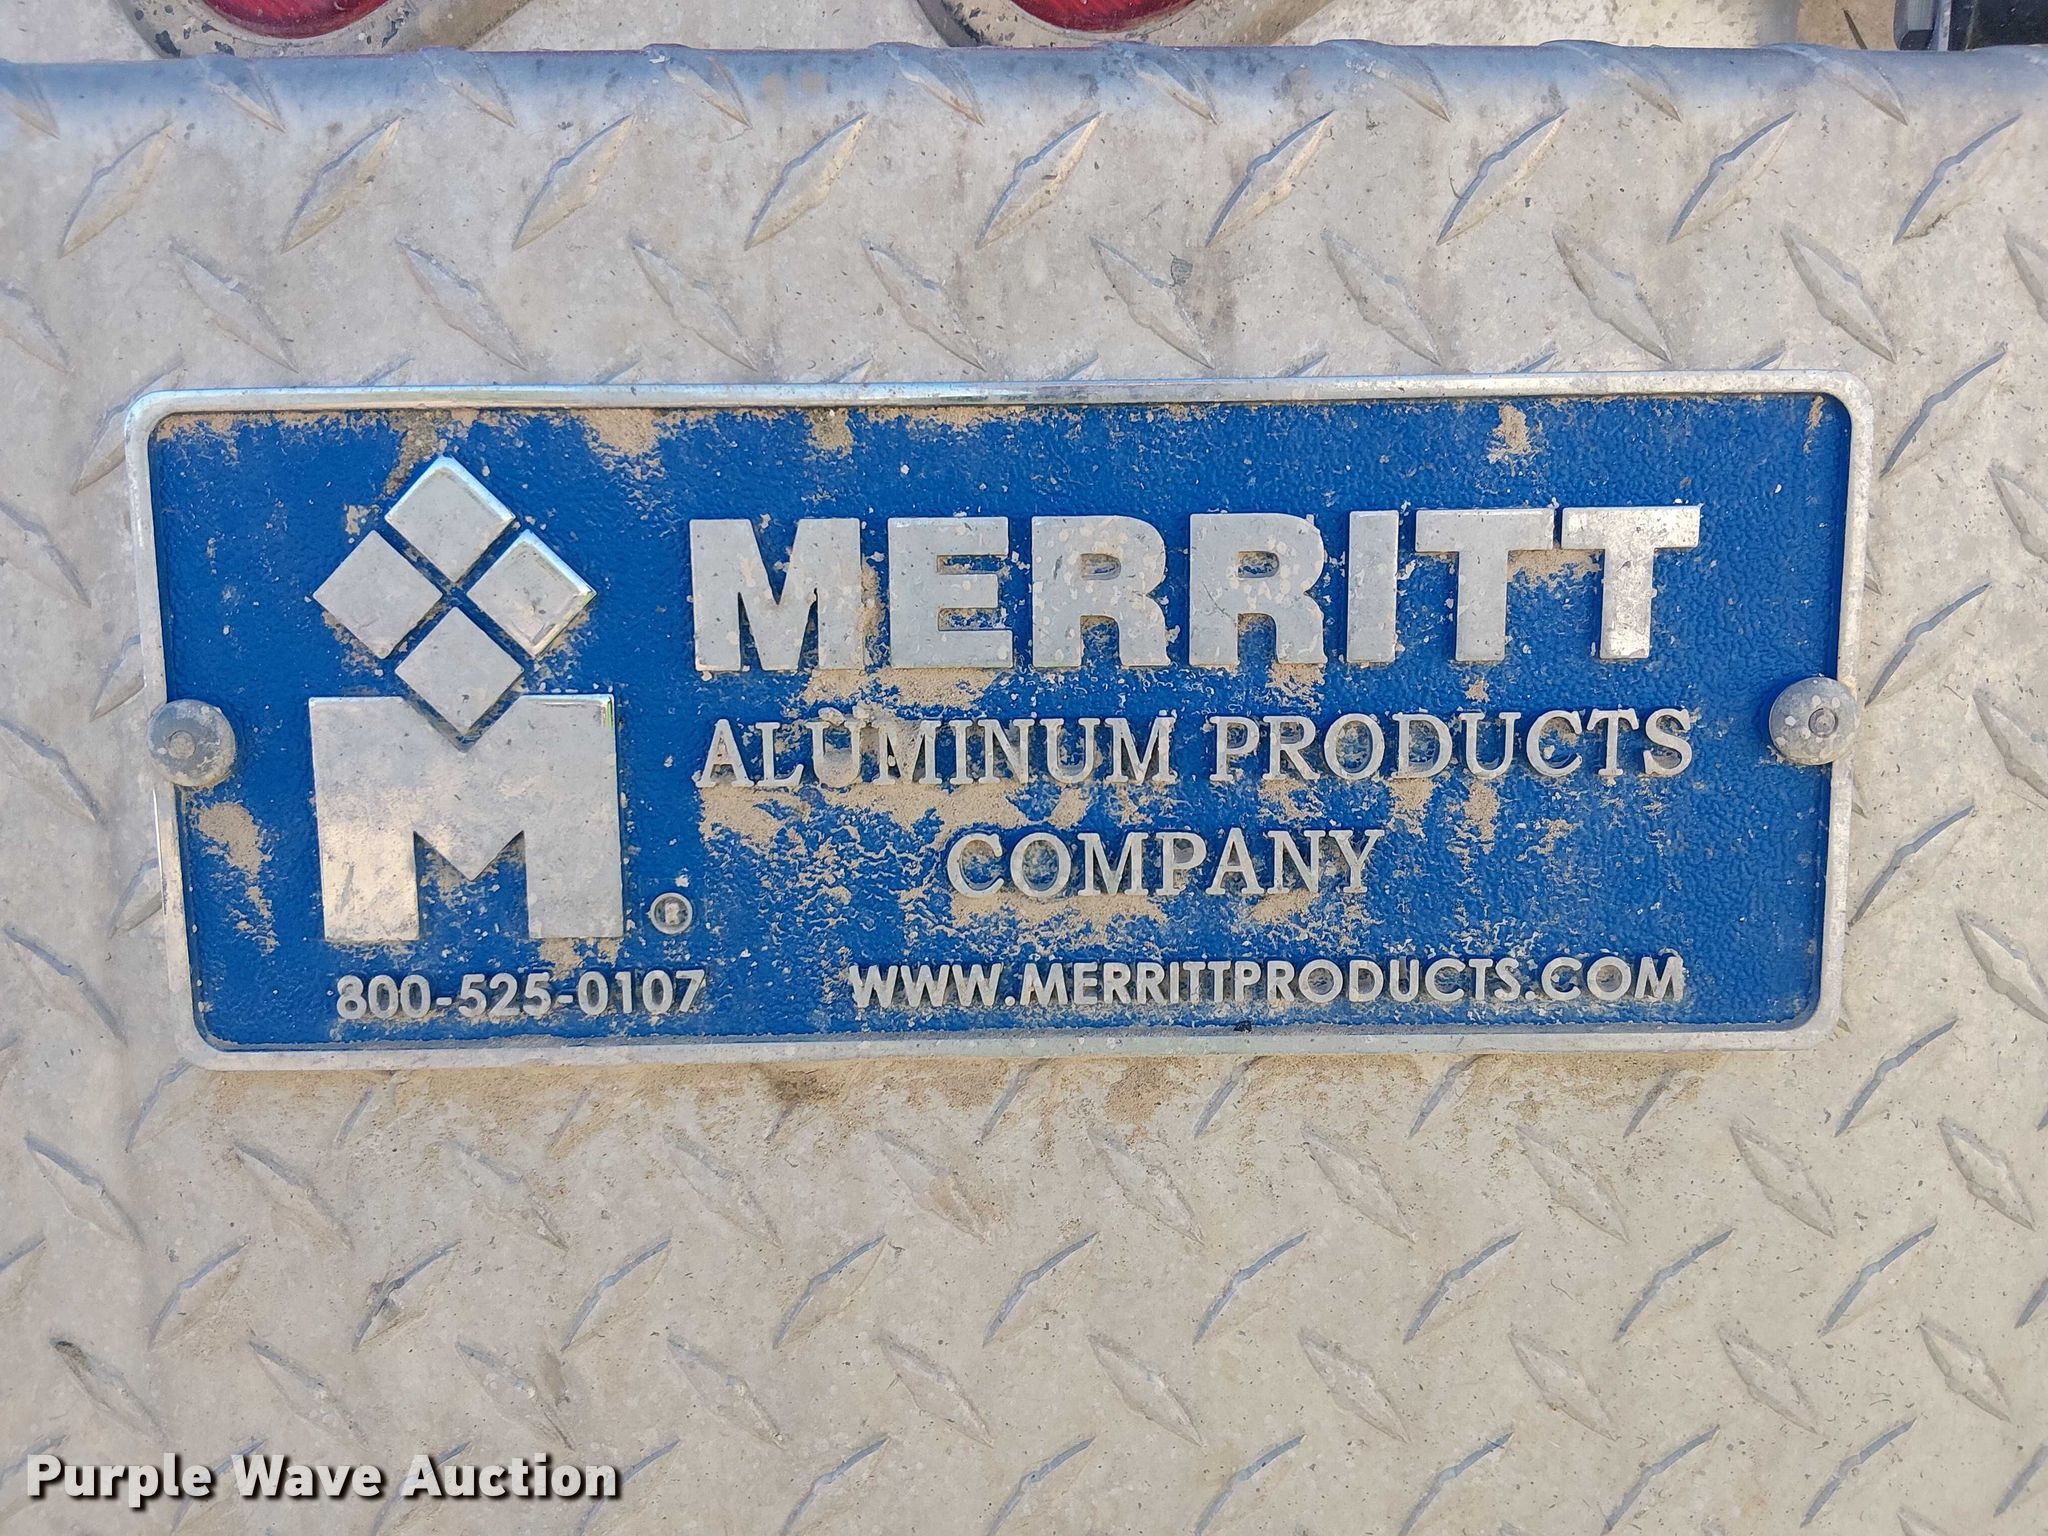 MERRITT
ALUMINUM PRODUCTS
COMPANY
M
800-525-0107
WWW.MERRITTPRODUCTS.COM
Purple Wave Auction